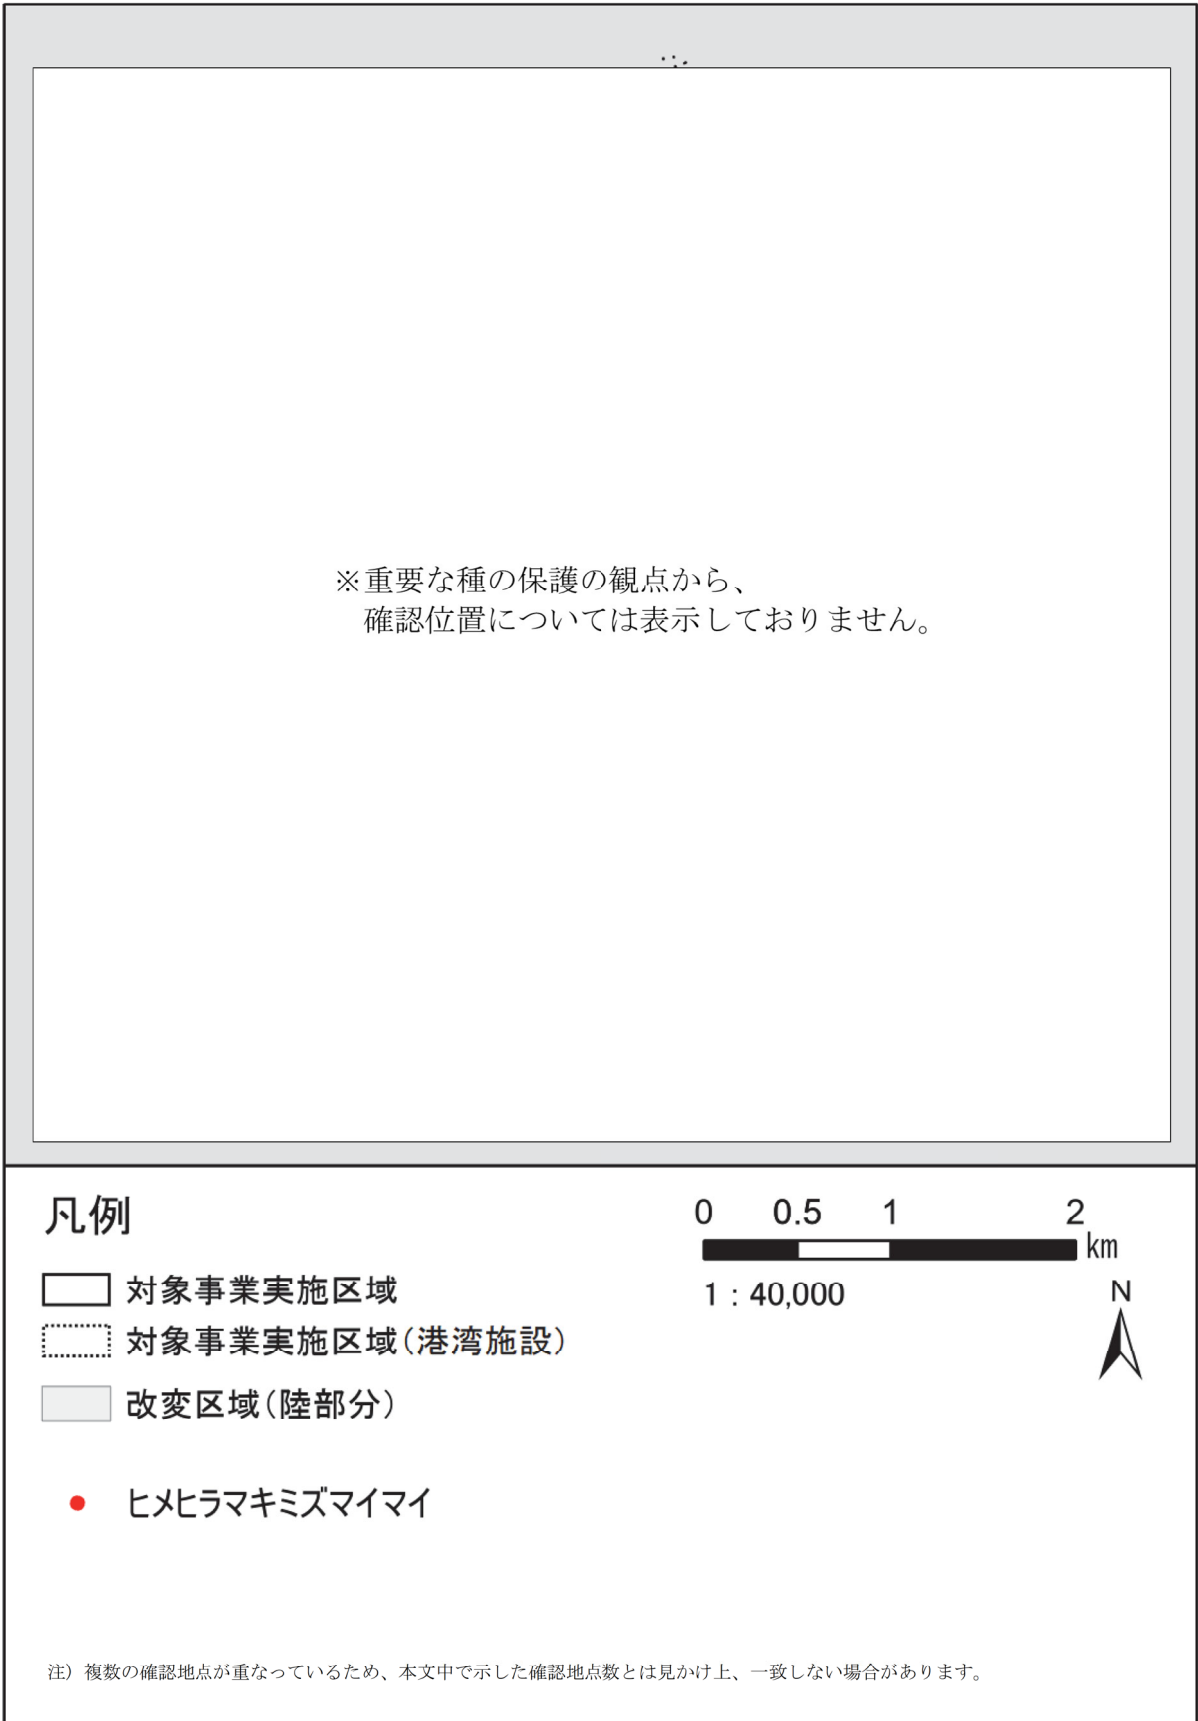 ※重要な種の保護の観点から、
確認位置については表示しておりません。
凡例
0 0.5 1 2
km
1：40,000
N
対象事業実施区域
対象事業実施区域（港湾施設）
改変区域（陸部分）
ヒメヒラマキミズマイマイ
注）複数の確認地点が重なっているため、本文中で示した確認地点数とは見かけ上、一致しない場合があります。